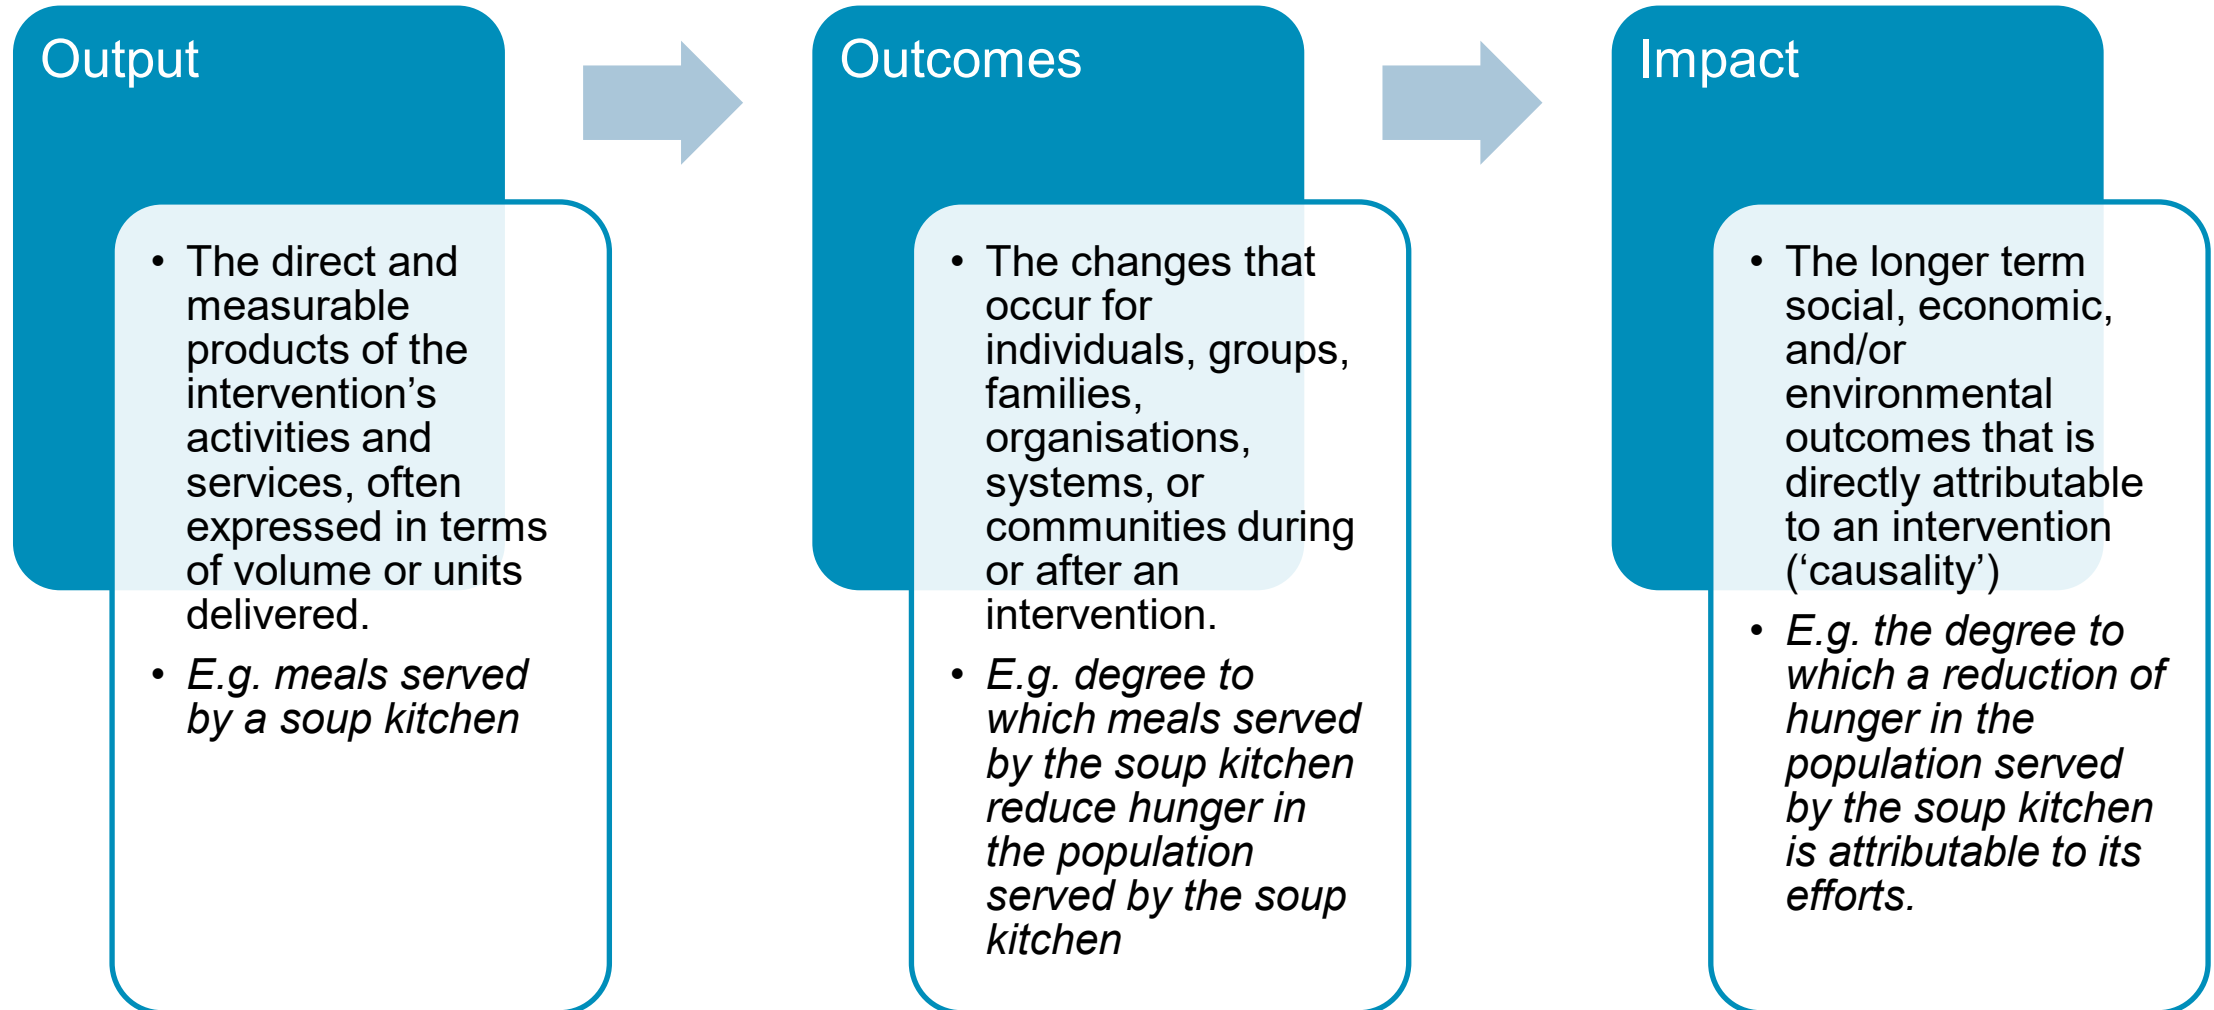 Output
• The direct and
measurable
products of the
intervention’s
activities and
services, often
expressed in terms
of volume or units
delivered.
• E.g. meals served
by a soup kitchen
Outcomes
• The changes that
occur for
individuals, groups,
families,
organisations,
systems, or
communities during
or after an
intervention.
• E.g. degree to
which meals served
by the soup kitchen
reduce hunger in
the population
served by the soup
kitchen
Impact
• The longer term
social, economic,
and/or
environmental
outcomes that is
directly attributable
to an intervention
(‘causality’)
• E.g. the degree to
which a reduction of
hunger in the
population served
by the soup kitchen
is attributable to its
efforts.